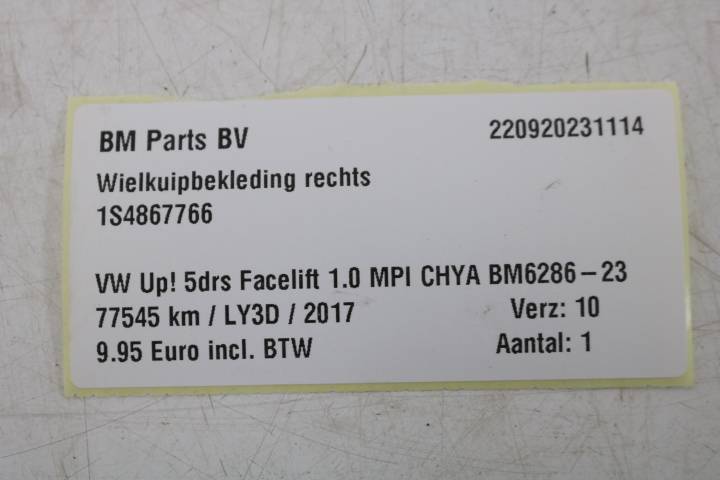 BM Parts BV 220920231114
Wielkuipbekleding rechts
1S4867766
VW Up! 5drs Facelift 1.0 MPI CHYA BM6286-23
77545 km / LY3D / 2017 Verz: 10
9.95 Euro incl. BTW Aantal: 1